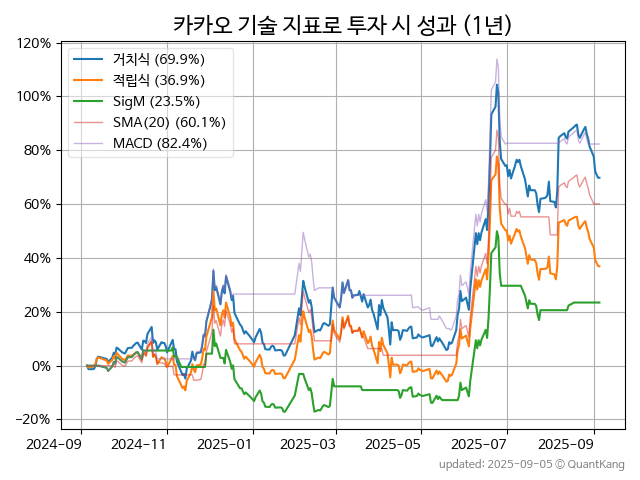 카카오 기술 지표로 투자 시 성과 (1년)
120%
100%
80%
60%
40%
20%
0%
−20%
거치식 (69.9%)
적립식 (36.9%)
SigM (23.5%)
SMA(20) (60.1%)
MACD (82.4%)
2024-09
2024-11
2025-01
2025-03
2025-05
2025-07
2025-09
updated: 2025-09-05 © QuantKang